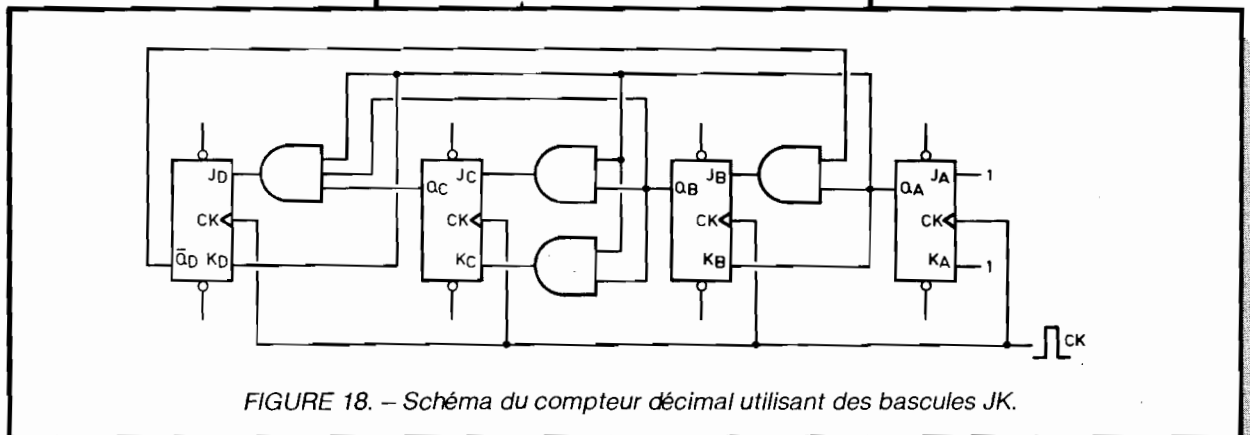 JD
CK
Q̄D KD
QC JC
CK
KC
QB JB
CK
KB
QA JA 1
CK
KA 1
CK
FIGURE 18. – Schéma du compteur décimal utilisant des bascules JK.